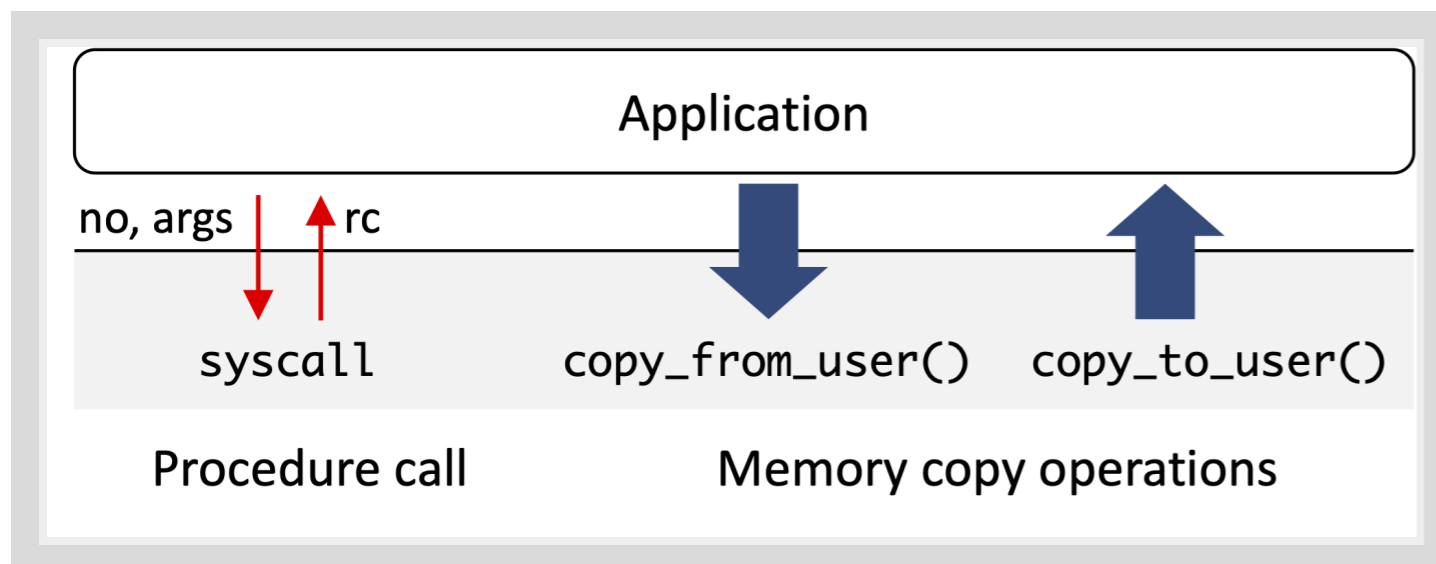 Application
no, args rc
syscall copy_from_user() copy_to_user()
Procedure call Memory copy operations